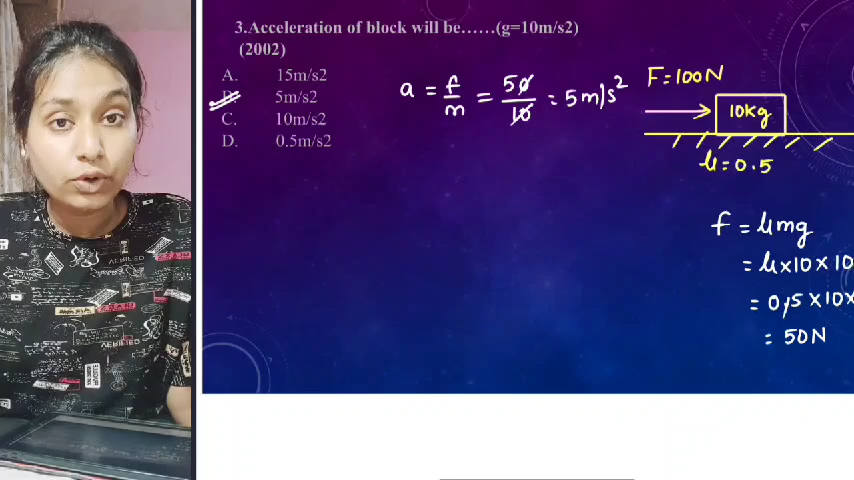 3.Acceleration of block will be......(g=10m/s2)
(2002)
A. 15m/s2
B. 5m/s2
C. 10m/s2
D. 0.5m/s2
a = f/m = 50/10 = 5 m/s²
F=100N
10Kg
μ=0.5
f = μmg
= μ×10×10
= 0,5×10×
= 50N